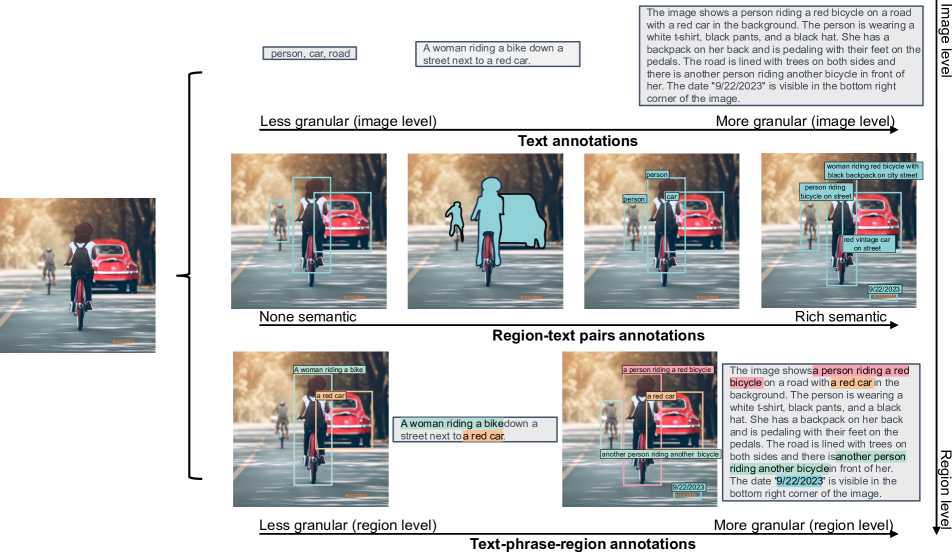 person, car, road
A woman riding a bike down a
street next to a red car.
The image shows a person riding a red bicycle on a road
with a red car in the background. The person is wearing a
white t-shirt, black pants, and a black hat. She has a
backpack on her back and is pedaling with their feet on the
pedals. The road is lined with trees on both sides and
there is another person riding another bicycle in front of
her. The date "9/22/2023" is visible in the bottom right
corner of the image.
Image level
Less granular (image level)
More granular (image level)
Text annotations
person
person
car
woman riding red bicycle with
black backpack on city street
person riding
bicycle on street
red vintage car
on street
9/22/2023
None semantic
Rich semantic
Region-text pairs annotations
A woman riding a bike
a red car
A woman riding a bikedown a
street next to a red car.
a person riding a red bicycle
a red car
another person riding another bicycle
9/22/2023
The image showsa person riding a red
bicycle on a road witha red car in the
background. The person is wearing a
white t-shirt, black pants, and a black
hat. She has a backpack on her back
and is pedaling with their feet on the
pedals. The road is lined with trees on
both sides and there isanother person
riding another bicyclein front of her.
The date "9/22/2023" is visible in the
bottom right corner of the image.
Region level
Less granular (region level)
More granular (region level)
Text-phrase-region annotations